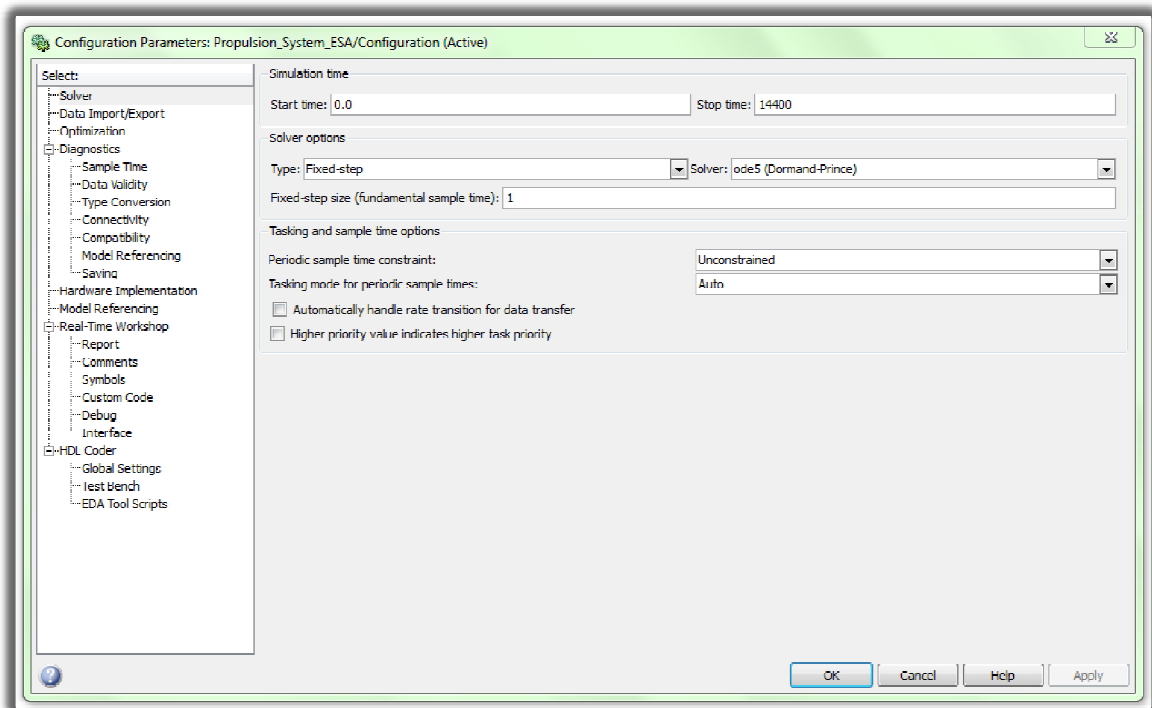 Configuration Parameters: Propulsion_System_ESA/Configuration (Active)
Select:
Solver
Data Import/Export
Optimization
Diagnostics
Sample Time
Data Validity
Type Conversion
Connectivity
Compatibility
Model Referencing
Saving
Hardware Implementation
Model Referencing
Real-Time Workshop
Report
Comments
Symbols
Custom Code
Debug
Interface
HDL Coder
Global Settings
Test Bench
EDA Tool Scripts
Simulation time
Start time: 0.0 Stop time: 14400
Solver options
Type: Fixed-step Solver: ode5 (Dormand-Prince)
Fixed-step size (fundamental sample time): 1
Tasking and sample time options
Periodic sample time constraint: Unconstrained
Tasking mode for periodic sample times: Auto
Automatically handle rate transition for data transfer
Higher priority value indicates higher task priority
OK Cancel Help Apply